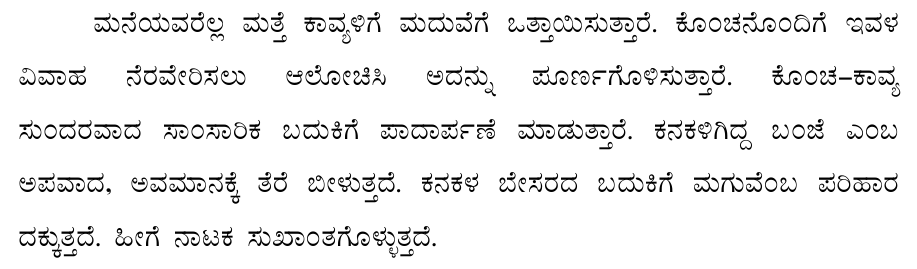 ಮನೆಯವರೆಲ್ಲ ಮತ್ತೆ ಕಾವ್ಯಳಿಗೆ ಮದುವೆಗೆ ಒತ್ತಾಯಿಸುತ್ತಾರೆ. ಕೊಂಚನೊಂದಿಗೆ ಇವಳ
ವಿವಾಹ ನೆರವೇರಿಸಲು ಆಲೋಚಿಸಿ ಅದನ್ನು ಪೂರ್ಣಗೊಳಿಸುತ್ತಾರೆ. ಕೊಂಚ–ಕಾವ್ಯ
ಸುಂದರವಾದ ಸಾಂಸಾರಿಕ ಬದುಕಿಗೆ ಪಾದಾರ್ಪಣೆ ಮಾಡುತ್ತಾರೆ. ಕನಕಳಿಗಿದ್ದ ಬಂಜೆ ಎಂಬ
ಅಪವಾದ, ಅವಮಾನಕ್ಕೆ ತೆರೆ ಬೀಳುತ್ತದೆ. ಕನಕಳ ಬೇಸರದ ಬದುಕಿಗೆ ಮಗುವೆಂಬ ಪರಿಹಾರ
ದಕ್ಕುತ್ತದೆ. ಹೀಗೆ ನಾಟಕ ಸುಖಾಂತಗೊಳ್ಳುತ್ತದೆ.